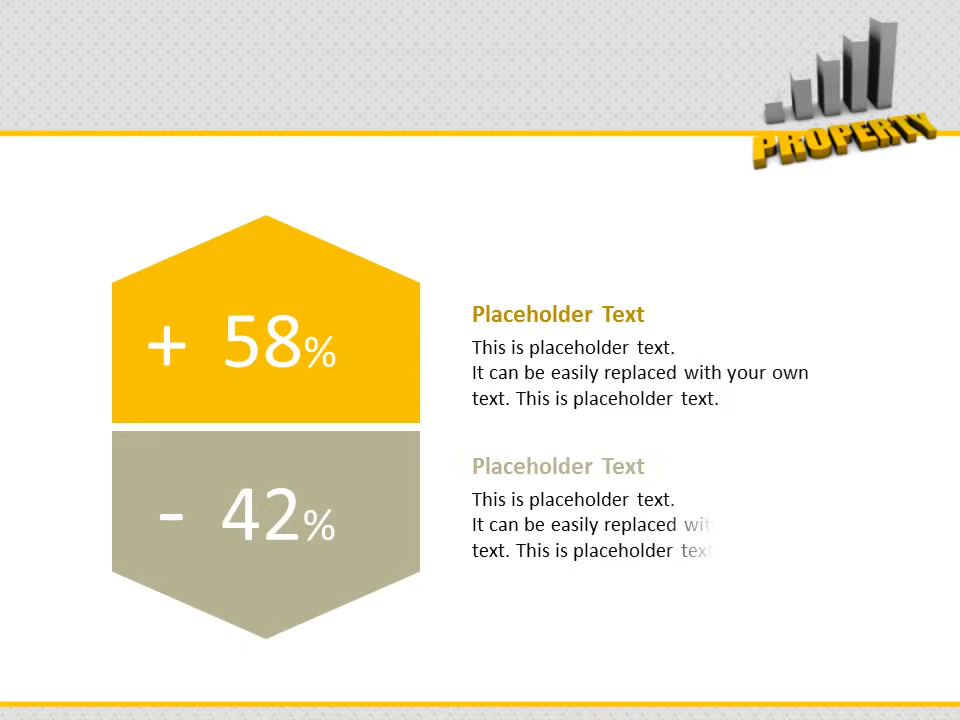 PROPERTY
+ 58%
Placeholder Text
This is placeholder text.
It can be easily replaced with your own
text. This is placeholder text.
- 42%
Placeholder Text
This is placeholder text.
It can be easily replaced
text. This is placeholder text